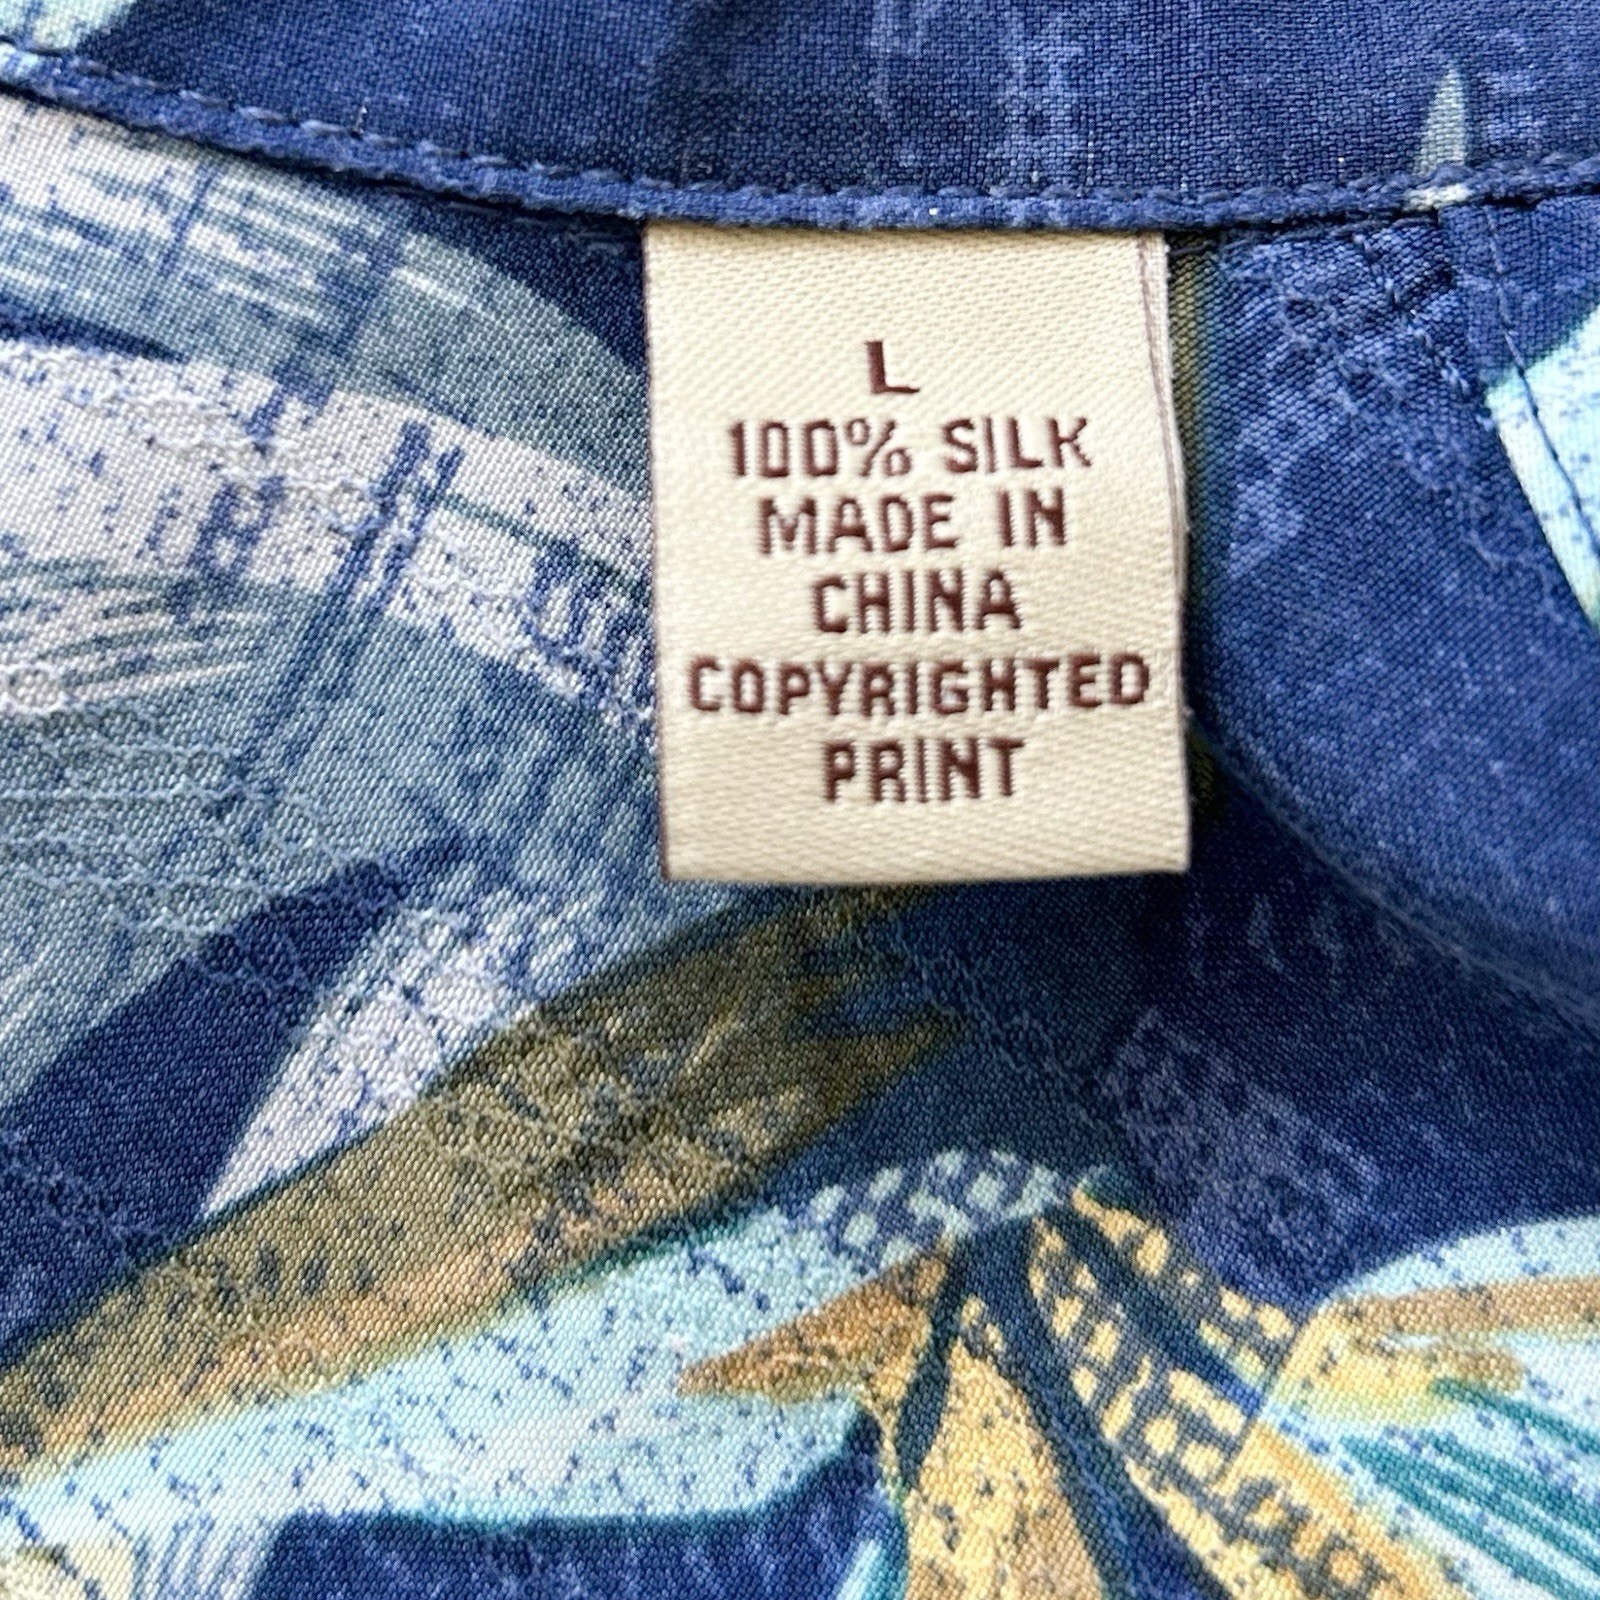 L
100% SILK
MADE IN
CHINA
COPYRIGHTED
PRINT